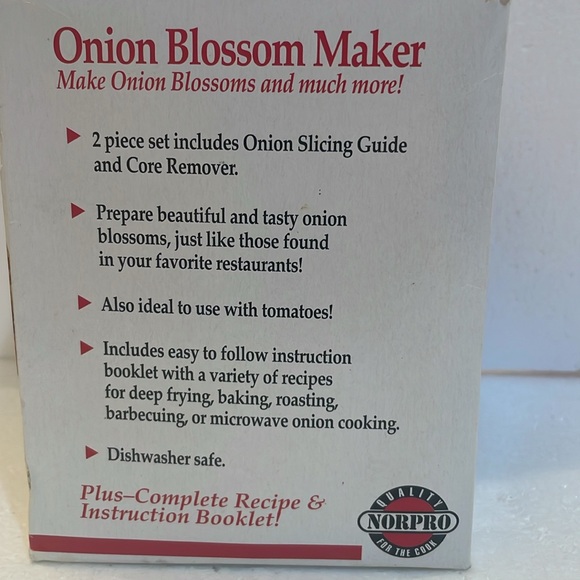 Onion Blossom Maker
Make Onion Blossoms and much more!
2 piece set includes Onion Slicing Guide
and Core Remover.
Prepare beautiful and tasty onion
blossoms, just like those found
in your favorite restaurants!
Also ideal to use with tomatoes!
Includes easy to follow instruction
booklet with a variety of recipes
for deep frying, baking, roasting,
barbecuing, or microwave onion cooking.
Dishwasher safe.
Plus–Complete Recipe &
Instruction Booklet!
QUALITY
NORPRO
FOR THE COOK